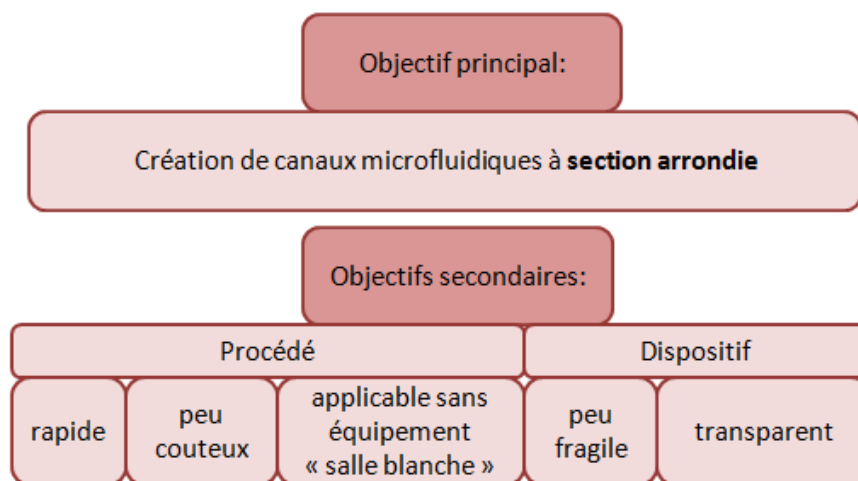 Objectif principal:
Création de canaux microfluidiques à section arrondie
Objectifs secondaires:
Procédé
Dispositif
rapide
peu
couteux
applicable sans
équipement
« salle blanche »
peu
fragile
transparent